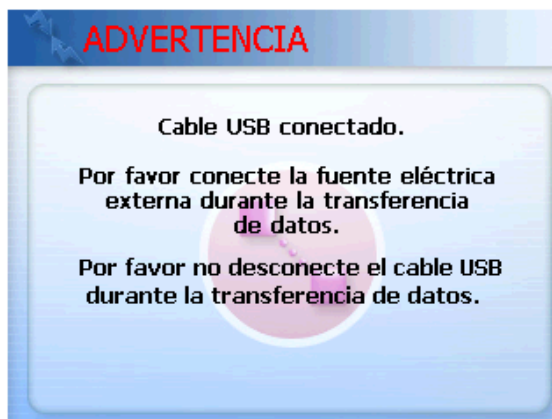 ADVERTENCIA
Cable USB conectado.
Por favor conecte la fuente eléctrica
externa durante la transferencia
de datos.
Por favor no desconecte el cable USB
durante la transferencia de datos.